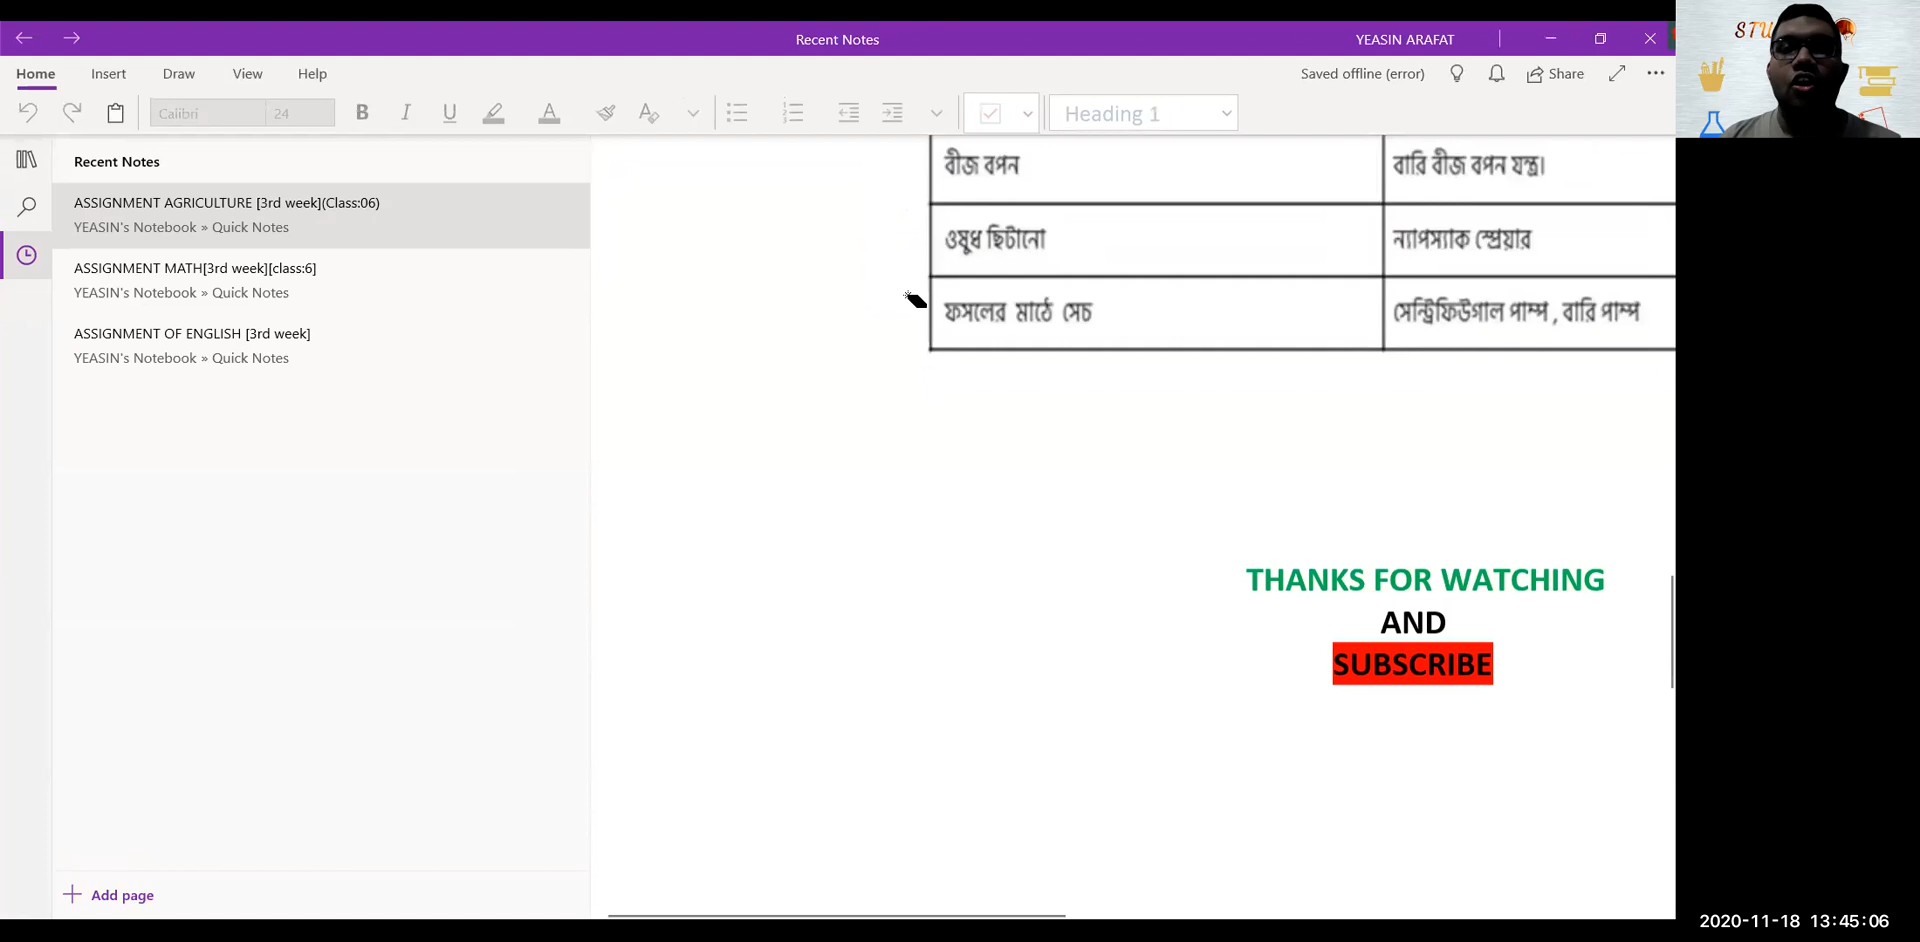 Recent Notes
YEASIN ARAFAT
Home Insert Draw View Help
Saved offline (error)
Share
Calibri 24
B I U
Heading 1
Recent Notes
ASSIGNMENT AGRICULTURE [3rd week](Class:06)
YEASIN's Notebook » Quick Notes
ASSIGNMENT MATH[3rd week][class:6]
YEASIN's Notebook » Quick Notes
ASSIGNMENT OF ENGLISH [3rd week]
YEASIN's Notebook » Quick Notes
Add page
বীজ বপন বারি বীজ বপন যন্ত্র।
ওষুধ ছিটানো ন্যাপস্যাক স্প্রেয়ার
ফসলের মাঠে সেচ সেন্ট্রিফিউগাল পাম্প , বারি পাম্প
THANKS FOR WATCHING
AND
SUBSCRIBE
STU
2020-11-18 13:45:06